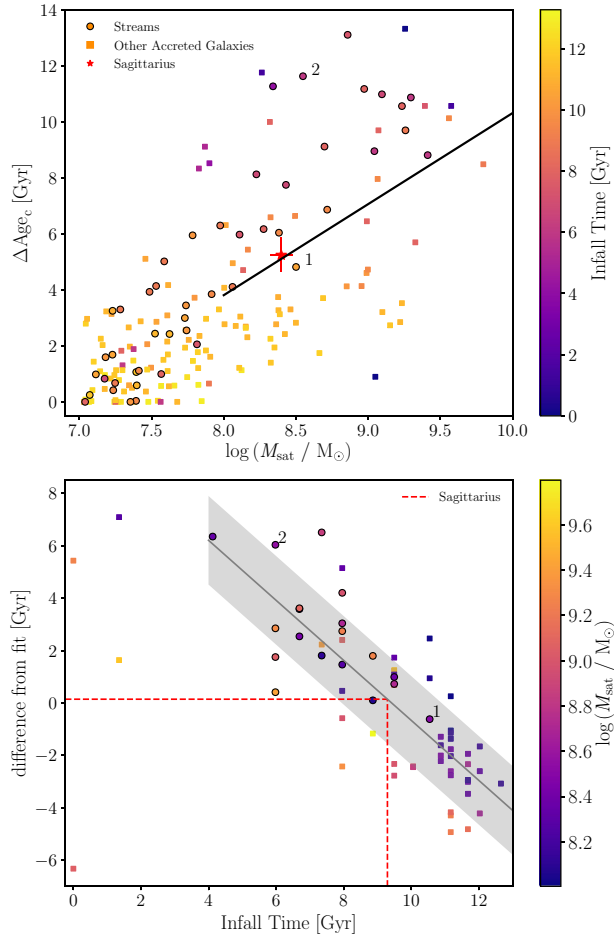 14
12
10
8
6
4
2
0
ΔAge_c [Gyr]
Streams
Other Accreted Galaxies
Sagittarius
2
1
7.0 7.5 8.0 8.5 9.0 9.5 10.0
log (M_sat / M_⊙)
12
10
8
6
4
2
0
Infall Time [Gyr]
8
6
4
2
0
−2
−4
−6
difference from fit [Gyr]
Sagittarius
2
1
0 2 4 6 8 10 12
Infall Time [Gyr]
9.6
9.4
9.2
9.0
8.8
8.6
8.4
8.2
log (M_sat / M_⊙)